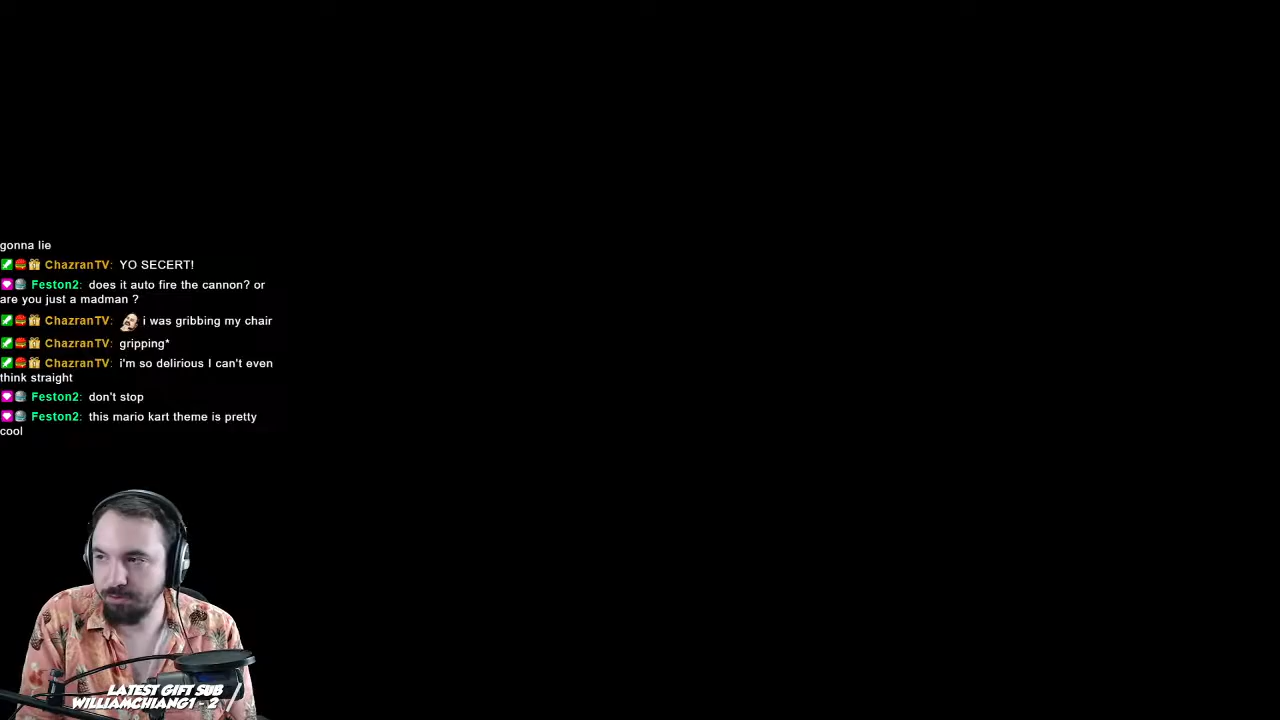 gonna lie
ChazranTV: YO SECERT!
Feston2: does it auto fire the cannon? or
are you just a madman ?
ChazranTV: i was gribbing my chair
ChazranTV: gripping*
ChazranTV: i'm so delirious I can't even
think straight
Feston2: don't stop
Feston2: this mario kart theme is pretty
cool
LATEST GIFT SUB
WILLIAMCHIANG1 - 2